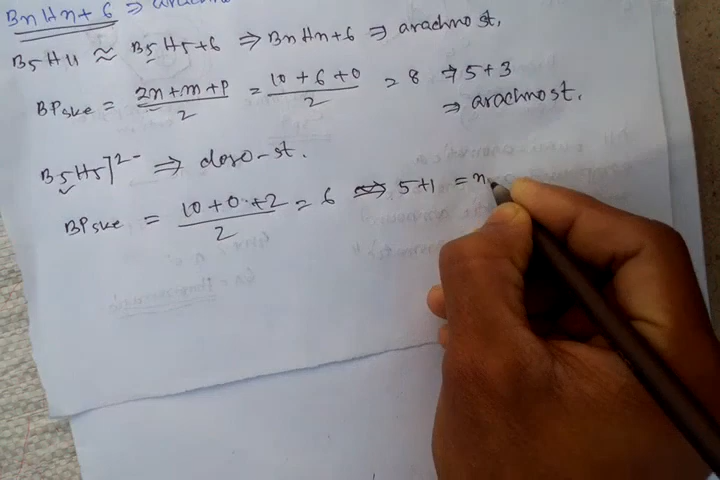 BnHn+6 ⇒ arachno
B5H11 ≈ B5H5+6 ⇒ BnHn+6 ⇒ arachno st.
BPske = 2n+m+p/2 = 10+6+0/2 = 8 ⇒ 5+3
⇒ arachno st.
B5H5]2- ⇒ closo-st.
BPske = 10+0+2/2 = 6 ⇒ 5+1 = n